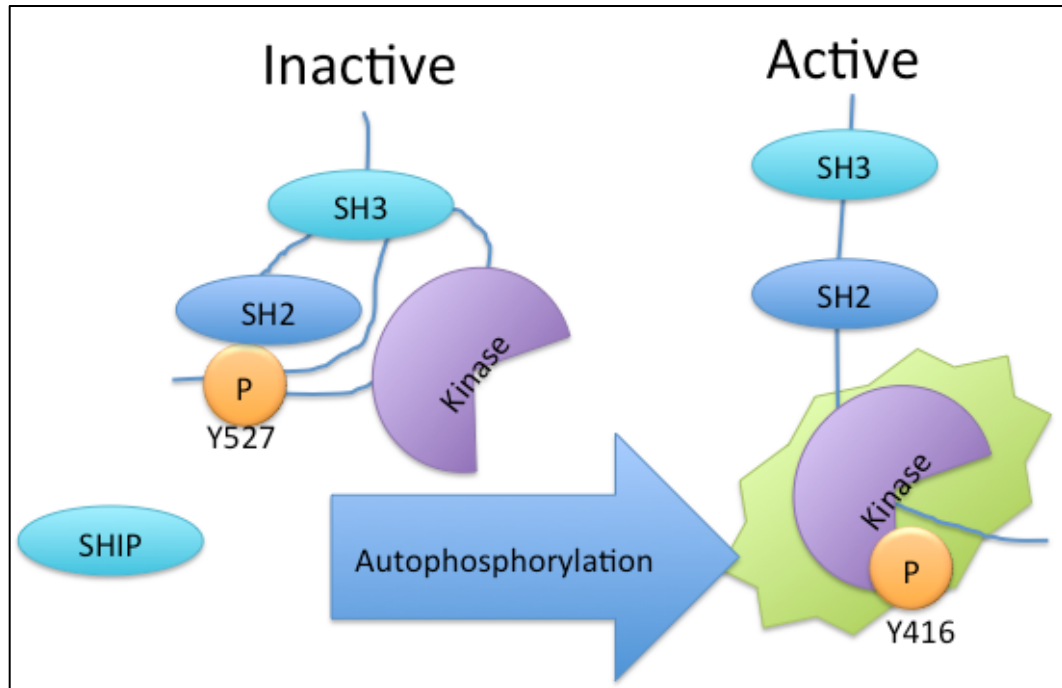 Inactive
Active
SH3
SH2
P
Y527
Kinase
SHIP
Autophosphorylation
SH3
SH2
Kinase
P
Y416